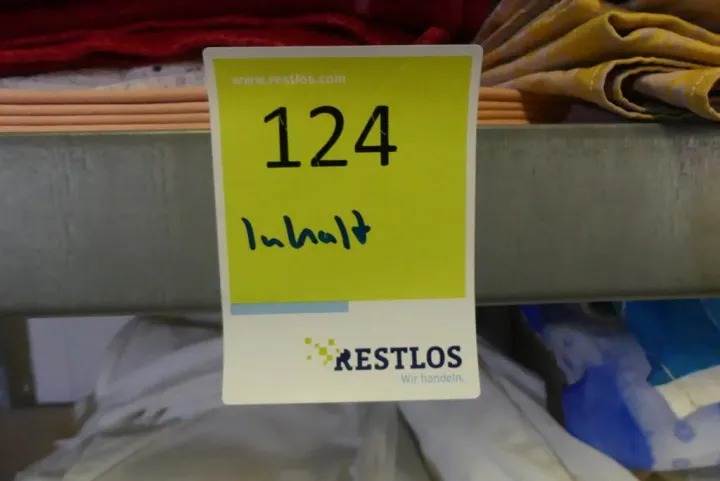 www.restlos.com
124
Inhalt
RESTLOS
Wir handeln.